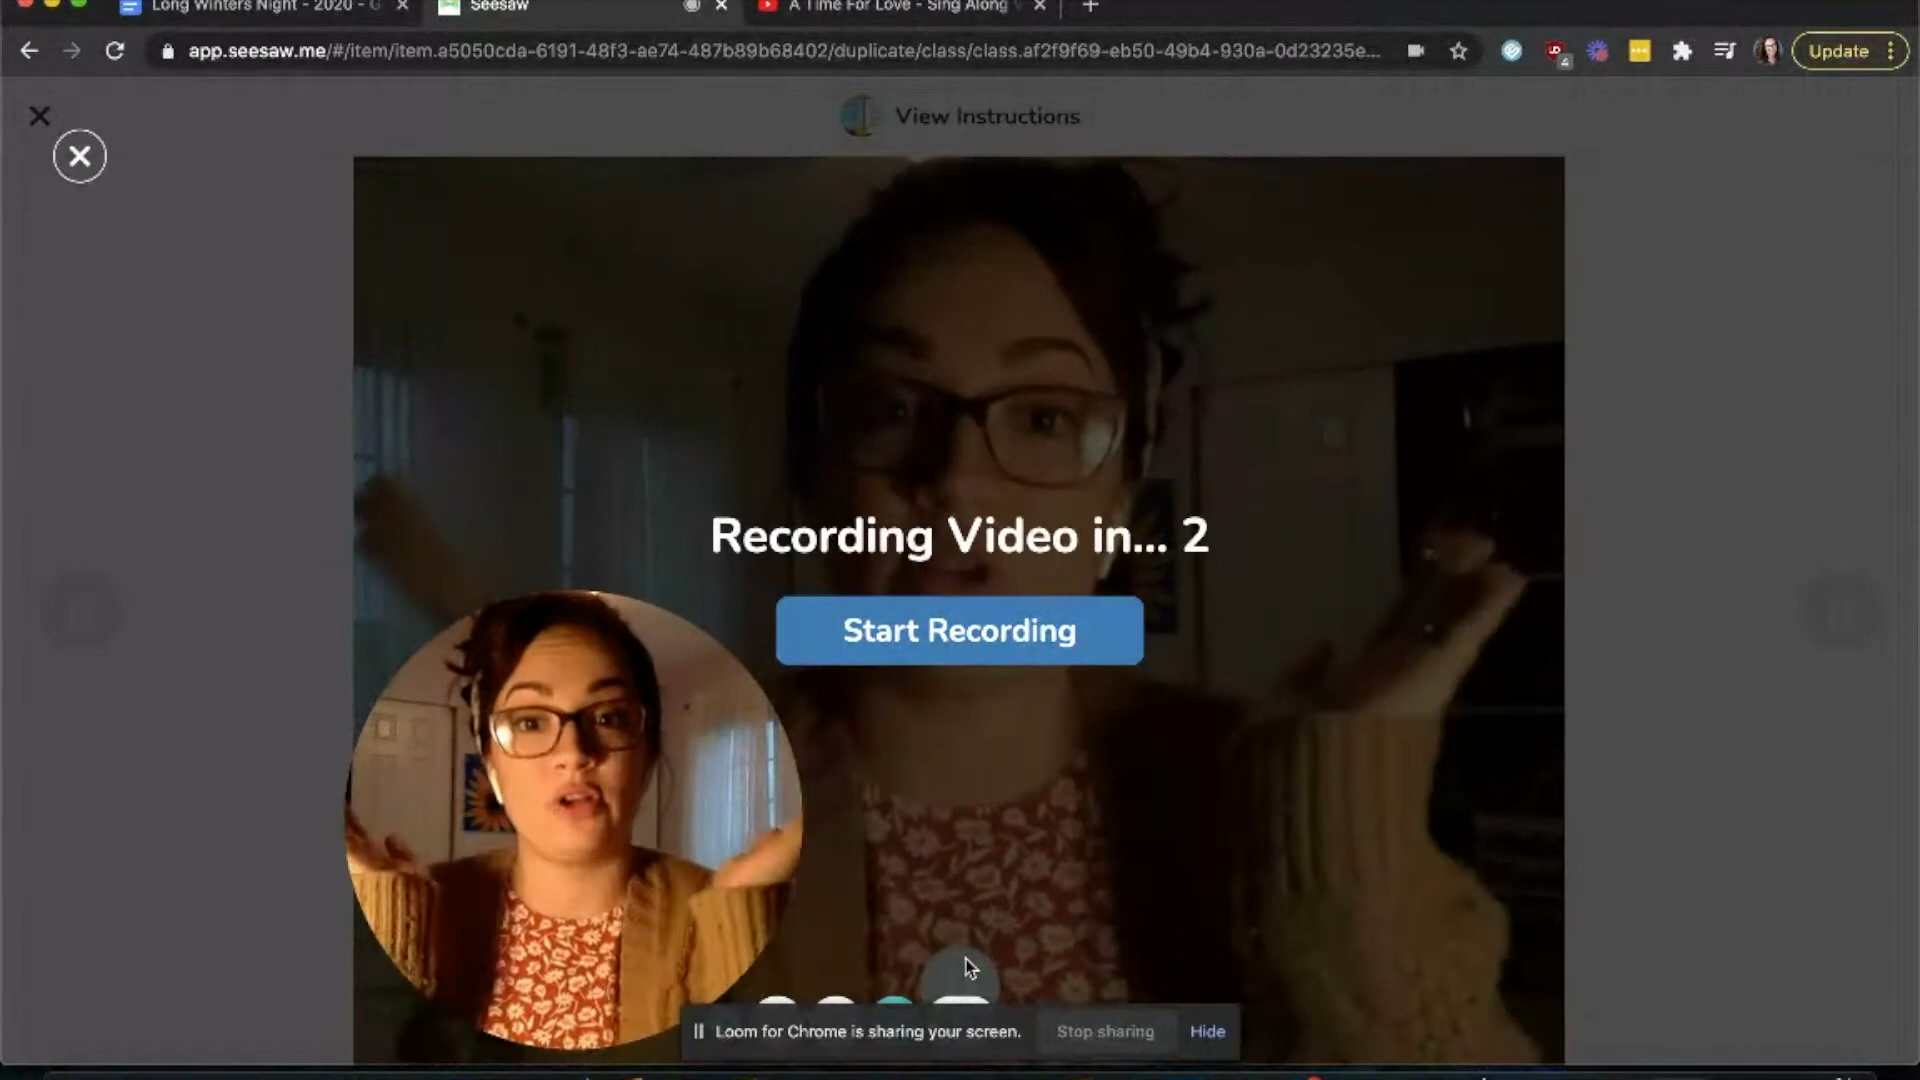 Long Winters Night - 2020 - G
Seesaw
A Time For Love - Sing Along
app.seesaw.me/#/item/item.a5050cda-6191-48f3-ae74-487b89b68402/duplicate/class/class.af2f9f69-eb50-49b4-930a-0d23235e...
4
Update
View Instructions
Recording Video in... 2
Start Recording
Loom for Chrome is sharing your screen.
Stop sharing
Hide